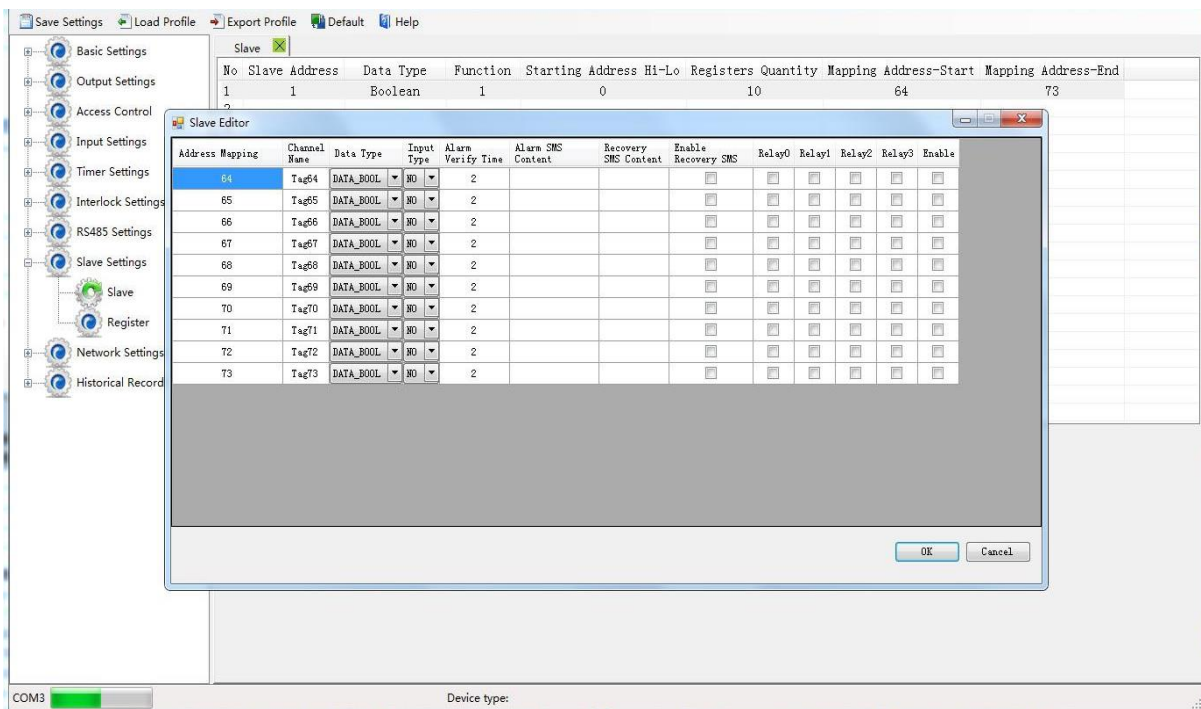 Save Settings Load Profile Export Profile Default Help
Basic Settings
Output Settings
Access Control
Input Settings
Timer Settings
Interlock Settings
RS485 Settings
Slave Settings
Slave
Register
Network Settings
Historical Record
Slave
No Slave Address Data Type Function Starting Address Hi-Lo Registers Quantity Mapping Address-Start Mapping Address-End
1 1 Boolean 1 0 10 64 73
Slave Editor
Address Mapping Channel Name Data Type Input Type Alarm Verify Time Alarm SMS Content Recovery SMS Content Enable Recovery SMS Relay0 Relay1 Relay2 Relay3 Enable
64 Tag64 DATA_BOOL NO 2
65 Tag65 DATA_BOOL NO 2
66 Tag66 DATA_BOOL NO 2
67 Tag67 DATA_BOOL NO 2
68 Tag68 DATA_BOOL NO 2
69 Tag69 DATA_BOOL NO 2
70 Tag70 DATA_BOOL NO 2
71 Tag71 DATA_BOOL NO 2
72 Tag72 DATA_BOOL NO 2
73 Tag73 DATA_BOOL NO 2
OK Cancel
COM3 Device type: